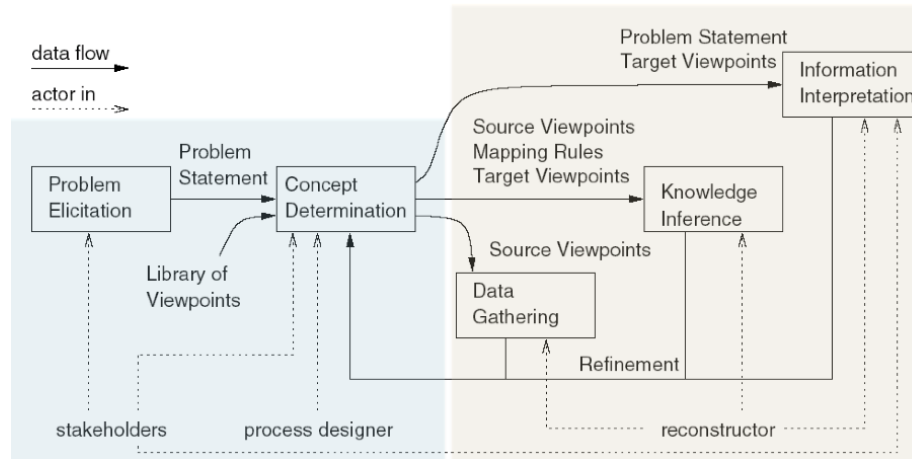 data flow
actor in
Problem Statement
Target Viewpoints
Information
Interpretation
Source Viewpoints
Mapping Rules
Target Viewpoints
Problem
Statement
Problem
Elicitation
Concept
Determination
Knowledge
Inference
Library of
Viewpoints
Source Viewpoints
Data
Gathering
Refinement
stakeholders
process designer
reconstructor